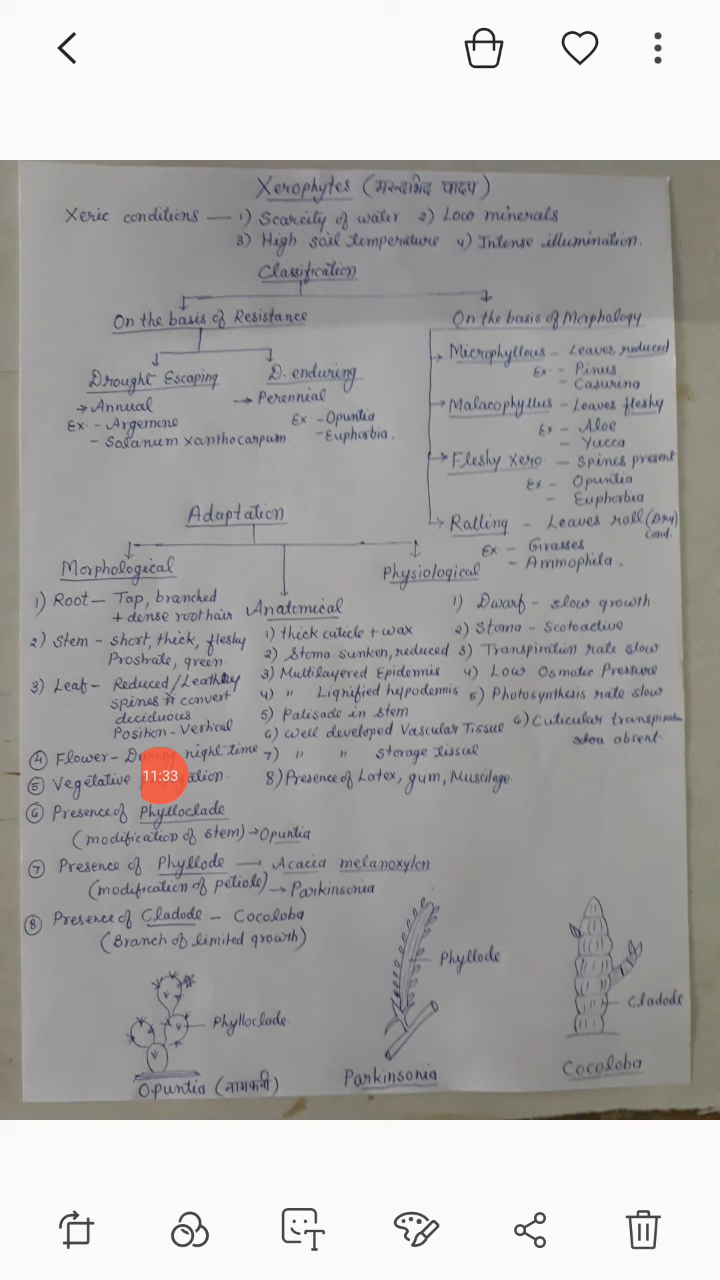 Xerophytes (मरुद्भिद पादप)
Xeric conditions — 1) Scarcity of water 2) Low minerals
3) High soil temperature 4) Intense illumination.
Classification
On the basis of Resistance
On the basis of Morphology
Drought Escaping
→ Annual
Ex - Argemone
- Solanum xanthocarpum
D. enduring
→ Perennial
Ex - Opuntia
- Euphorbia.
Microphyllous - Leaves reduced
Ex - Pinus
- Casurina
Malacophyllus - Leaves fleshy
Ex - Aloe
- Yucca
Fleshy Xero. - Spines present
Ex - Opuntia
- Euphorbia
Ralling - Leaves roll (Dry)
Cond.
Ex - Grasses
- Ammophila.
Adaptation
Morphological
1) Root — Tap, branched
+ dense root hair
2) Stem - short, thick, fleshy
Prostrate, green.
3) Leaf - Reduced / Leathery
spines convert
deciduous
Position - Vertical
④ Flower - During night time
⑤ Vegetative
11:33
⑥ Presence of Phylloclade
(modification of stem) → Opuntia
⑦ Presence of Phyllode → Acacia melanoxylon
(modification of petiole) → Parkinsonia
⑧ Presence of Cladode - Cocoloba
(Branch of limited growth)
Anatomical
1) thick cuticle + wax
2) Stoma sunken, reduced
3) Multilayered Epidemis
4) " Lignified hypodemis
5) Palisade in stem
6) well developed Vascular Tissue
7) " " storage tissue
8) Presence of Latex, gum, Muscilage.
Physiological
1) Dwarf - slow growth
2) Stoma - Scotoactive
3) Transpiration rate slow
4) Low Osmotic Pressure
5) Photosynthesis rate slow
6) Cuticular transpiration
absent.
Phylloclade
Opuntia (नागफनी)
Phyllode
Parkinsonia
Cladode
Cocoloba